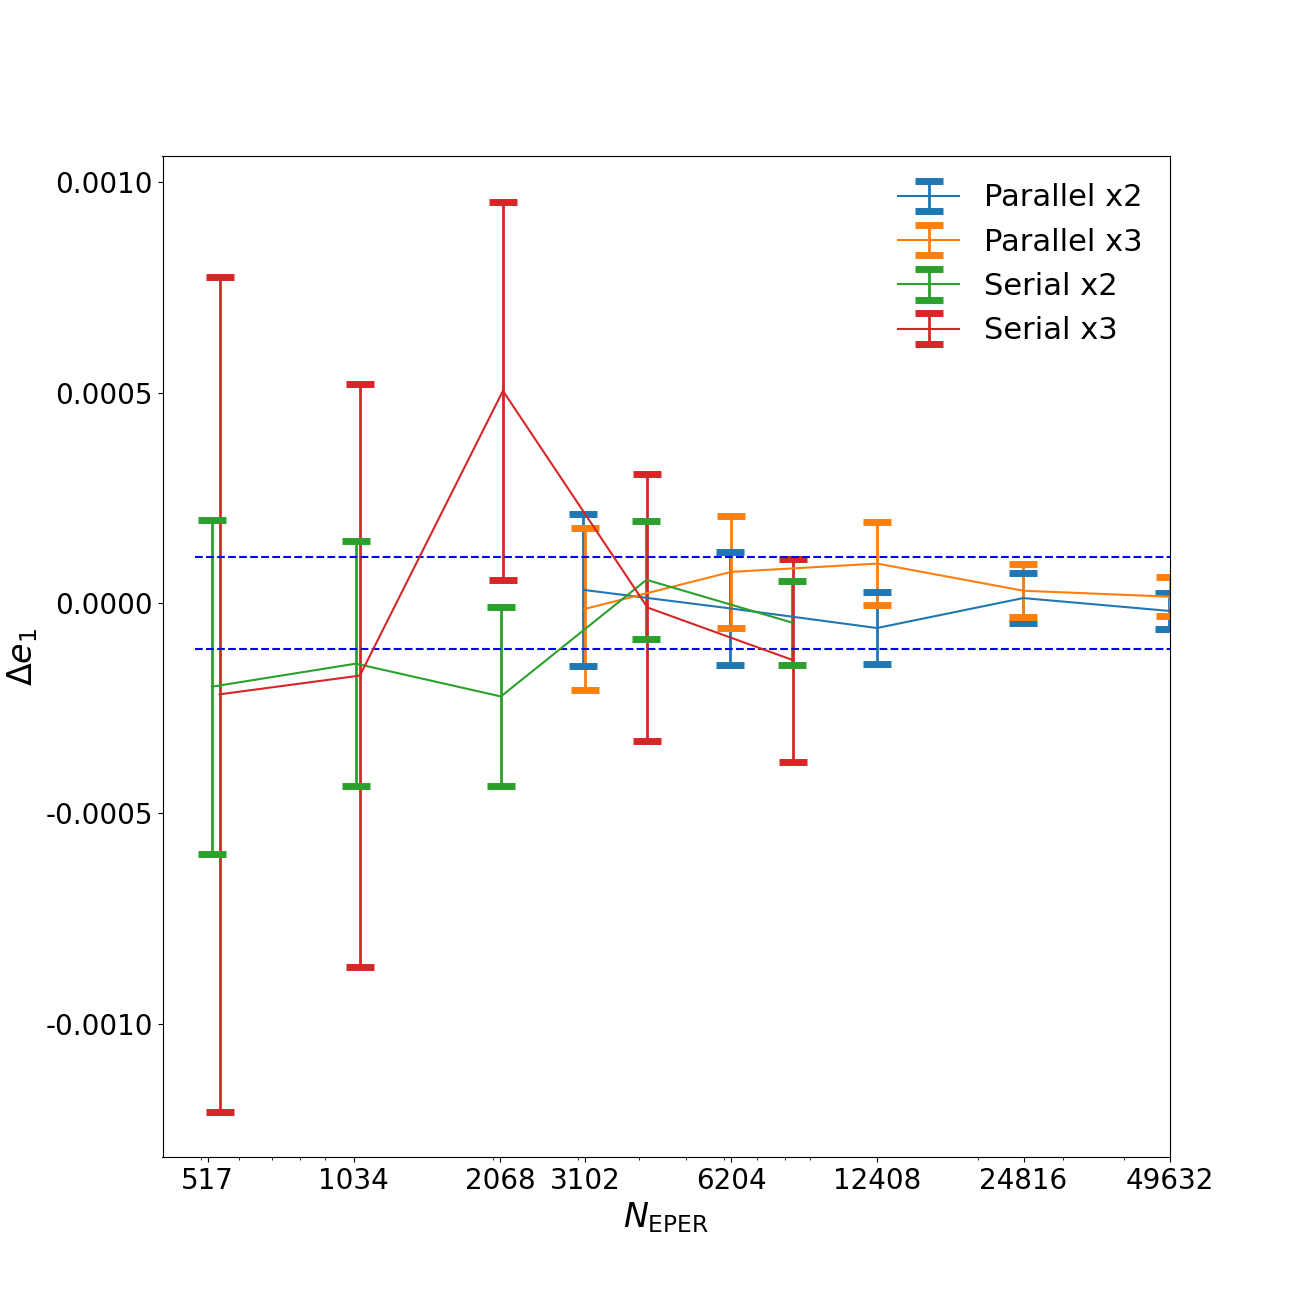 0.0010
0.0005
0.0000
-0.0005
-0.0010
Δe₁
Parallel x2
Parallel x3
Serial x2
Serial x3
517 1034 2068 3102 6204 12408 24816 49632
N_EPER